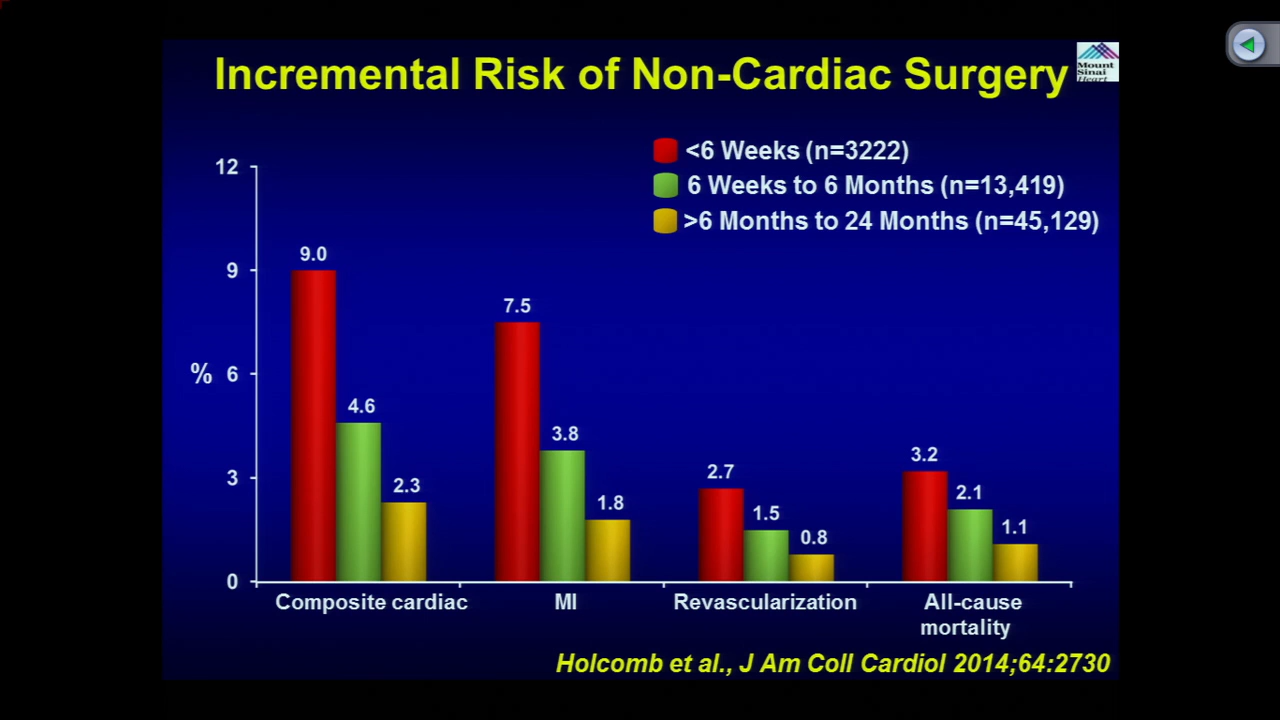 Incremental Risk of Non-Cardiac Surgery
Mount
Sinai
Heart
<6 Weeks (n=3222)
6 Weeks to 6 Months (n=13,419)
>6 Months to 24 Months (n=45,129)
12
9
% 6
3
0
9.0
4.6
2.3
7.5
3.8
1.8
2.7
1.5
0.8
3.2
2.1
1.1
Composite cardiac
MI
Revascularization
All-cause
mortality
Holcomb et al., J Am Coll Cardiol 2014;64:2730